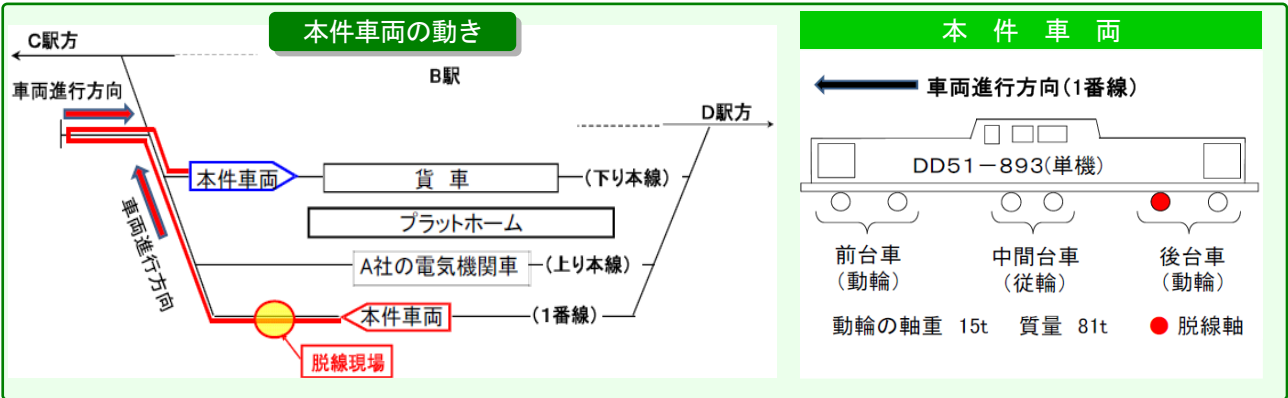 本件車両の動き
C駅方
B駅
車両進行方向
D駅方
本件車両
貨 車
(下り本線)
プラットホーム
車両進行方向
A社の電気機関車
(上り本線)
本件車両
(1番線)
脱線現場
本 件 車 両
車両進行方向(1番線)
DD51－893(単機)
前台車
(動輪)
中間台車
(従輪)
後台車
(動輪)
動輪の軸重 15t 質量 81t 脱線軸